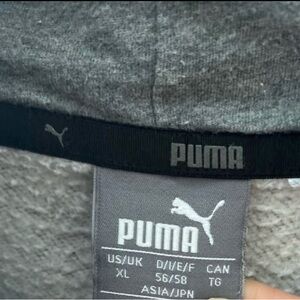 PUMA
PUMA
US/UK D/I/E/F CAN
XL 56/58 TG
ASIA/JPN